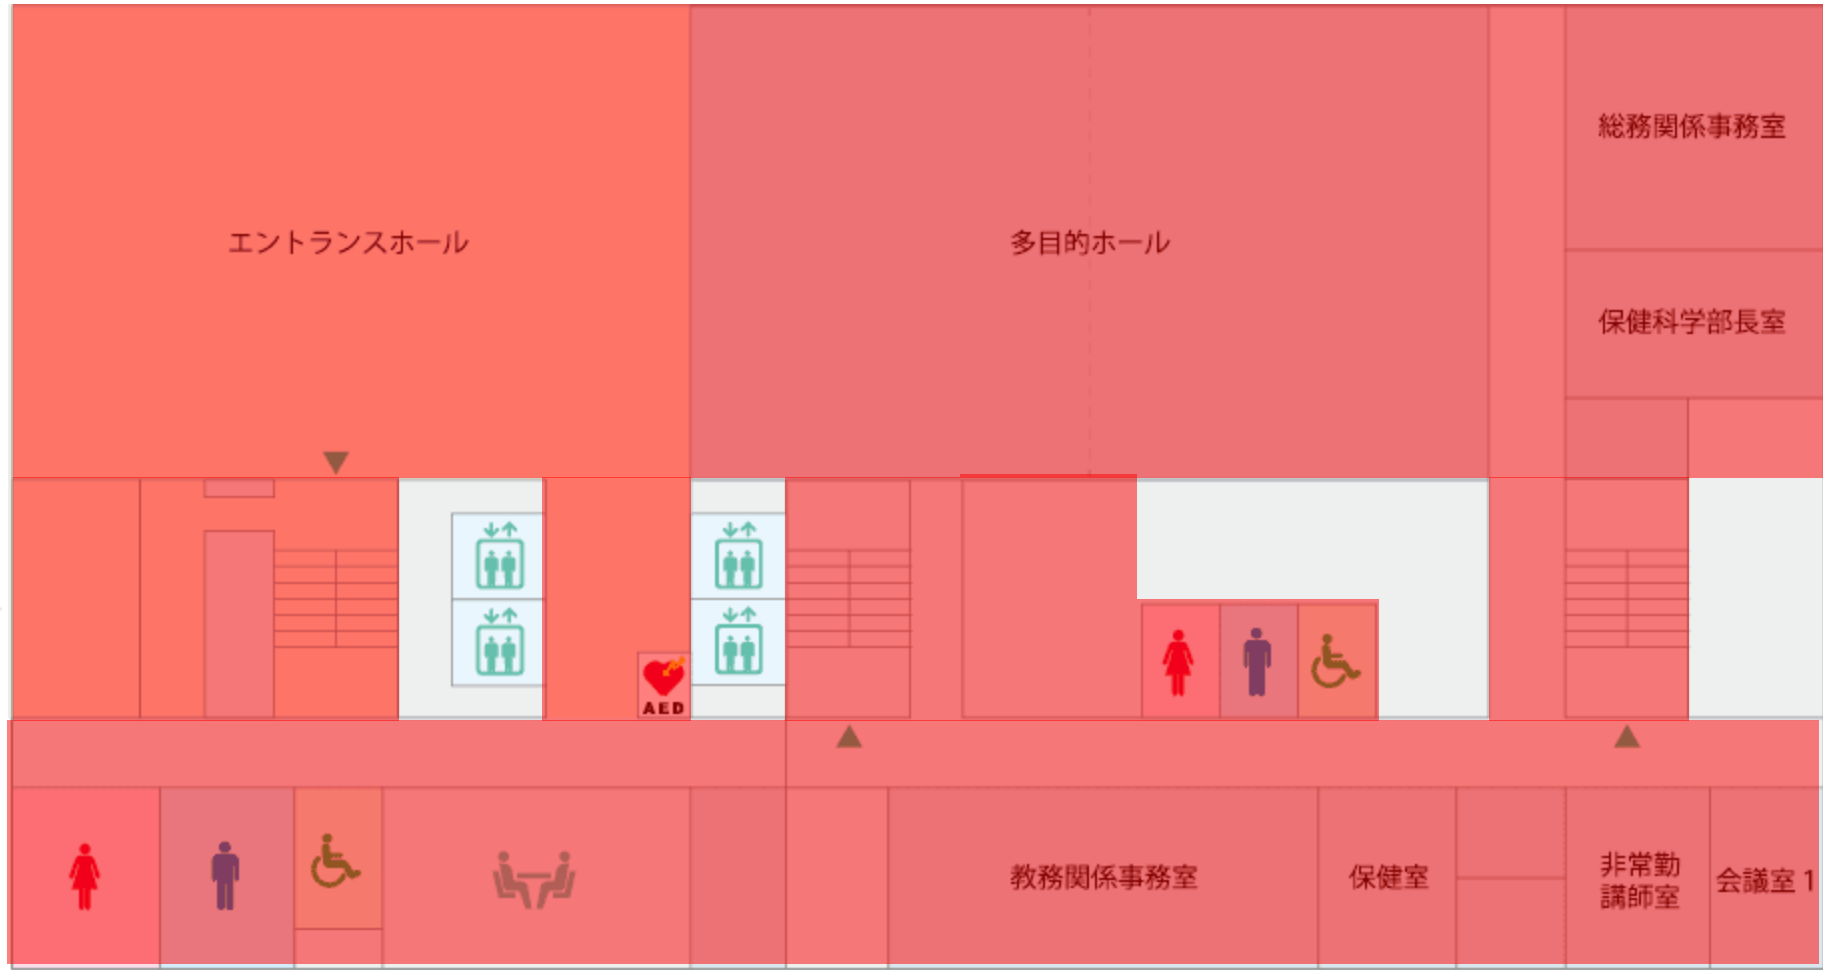 総務関係事務室
エントランスホール
多目的ホール
保健科学部長室
AED
教務関係事務室
保健室
非常勤
講師室
会議室 1